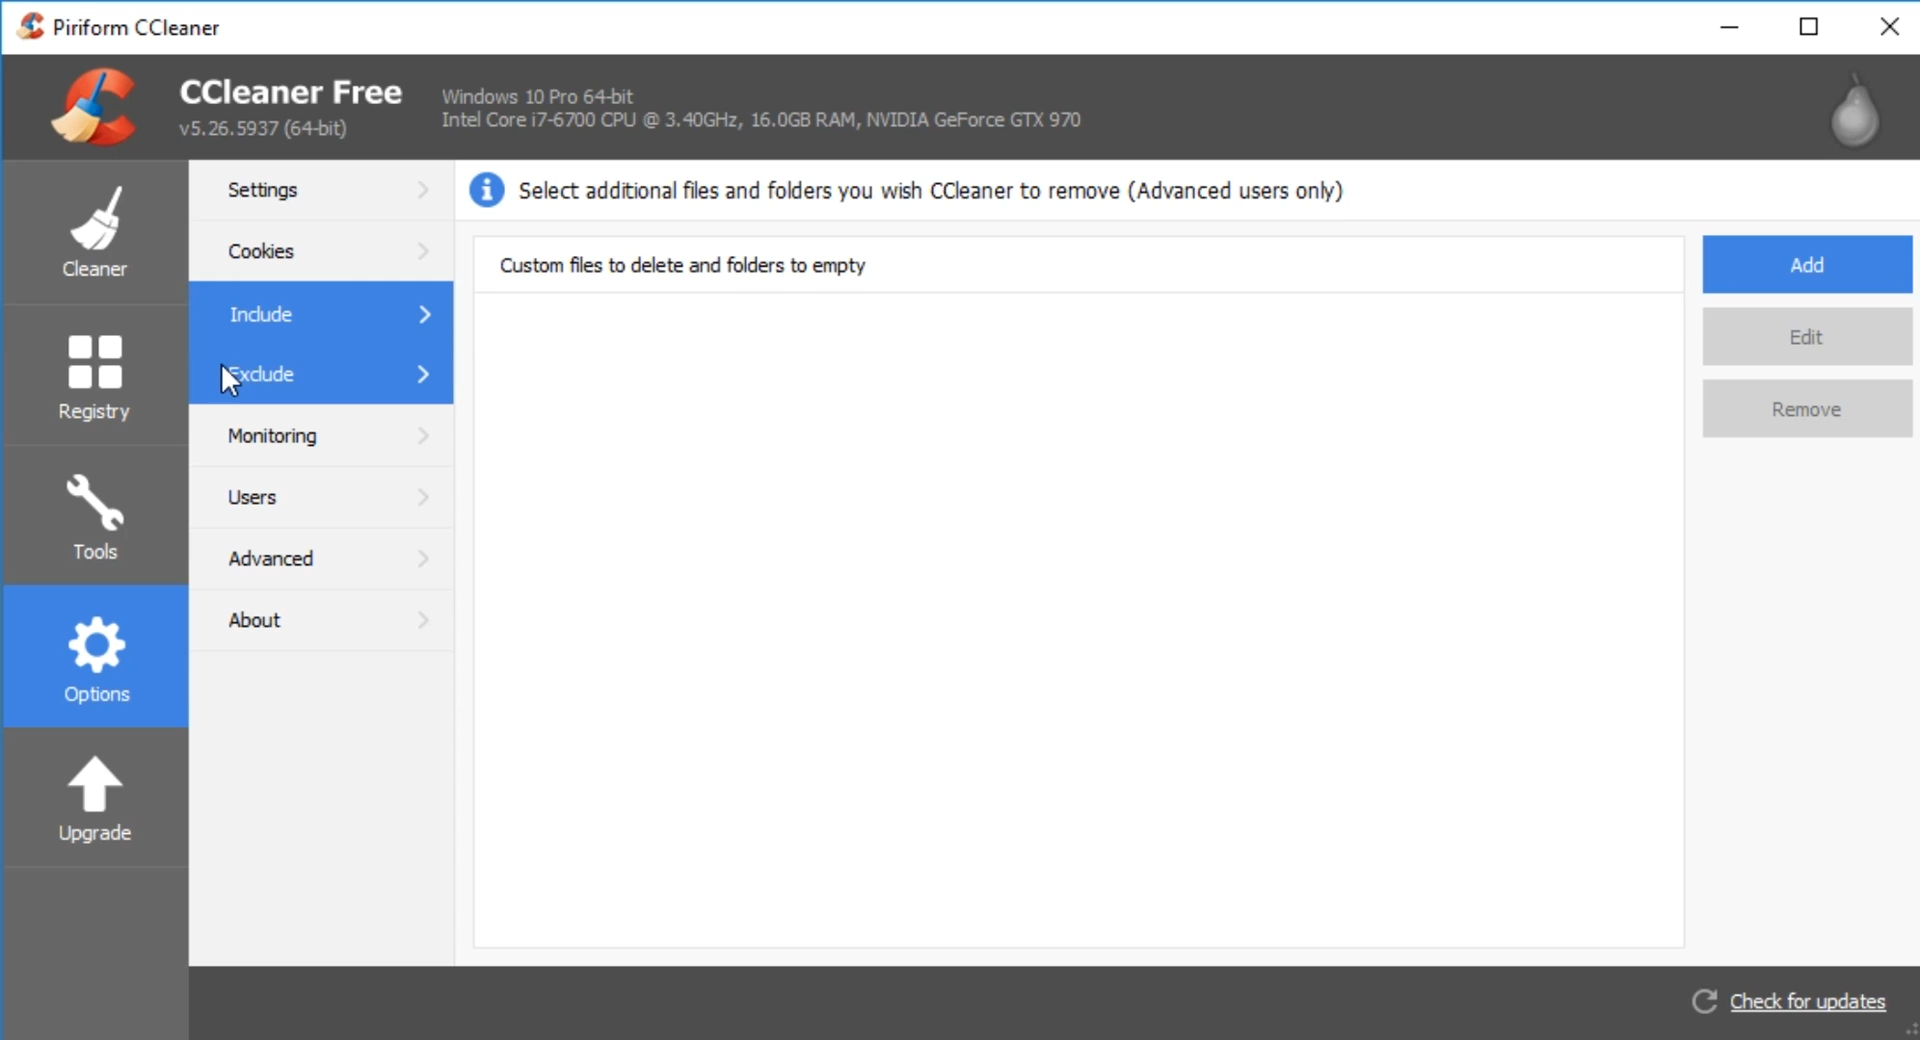 Piriform CCleaner
CCleaner Free
v5.26.5937 (64-bit)
Windows 10 Pro 64-bit
Intel Core i7-6700 CPU @ 3.40GHz, 16.0GB RAM, NVIDIA GeForce GTX 970
Cleaner
Registry
Tools
Options
Upgrade
Settings
Cookies
Include
Exclude
Monitoring
Users
Advanced
About
Select additional files and folders you wish CCleaner to remove (Advanced users only)
Custom files to delete and folders to empty
Add
Edit
Remove
Check for updates